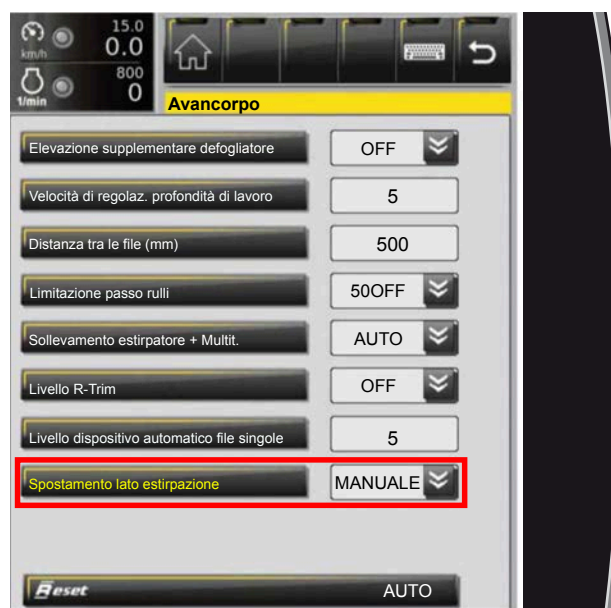 15.0
km/h 0.0
800
1/min 0
Avancorpo
Elevazione supplementare defogliatore OFF
Velocità di regolaz. profondità di lavoro 5
Distanza tra le file (mm) 500
Limitazione passo rulli 50OFF
Sollevamento estirpatore + Multit. AUTO
Livello R-Trim OFF
Livello dispositivo automatico file singole 5
Spostamento lato estirpazione MANUALE
Reset AUTO